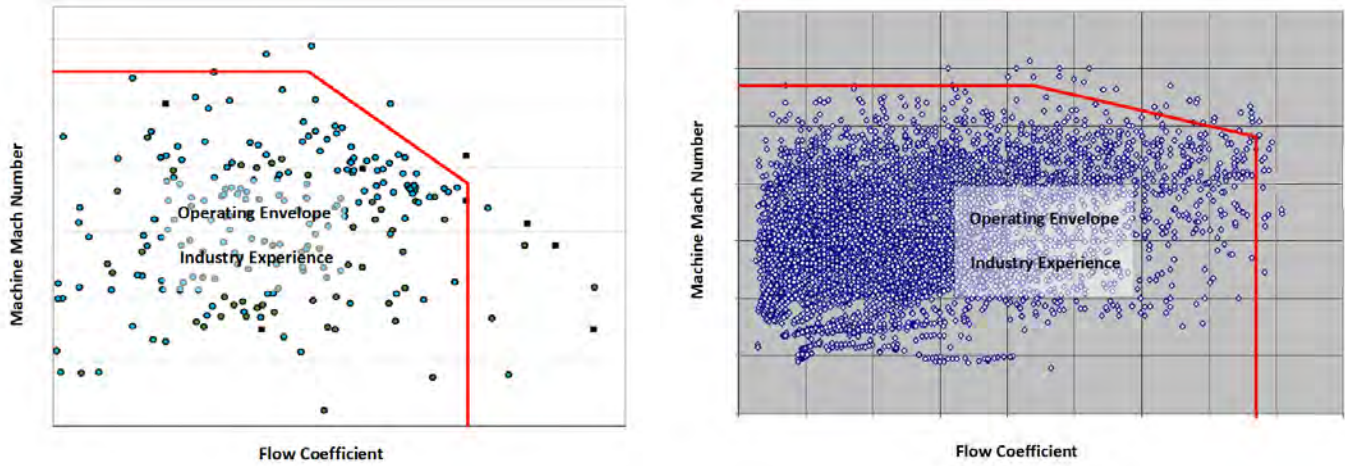 Machine Mach Number
Operating Envelope
Industry Experience
Flow Coefficient
Machine Mach Number
Operating Envelope
Industry Experience
Flow Coefficient